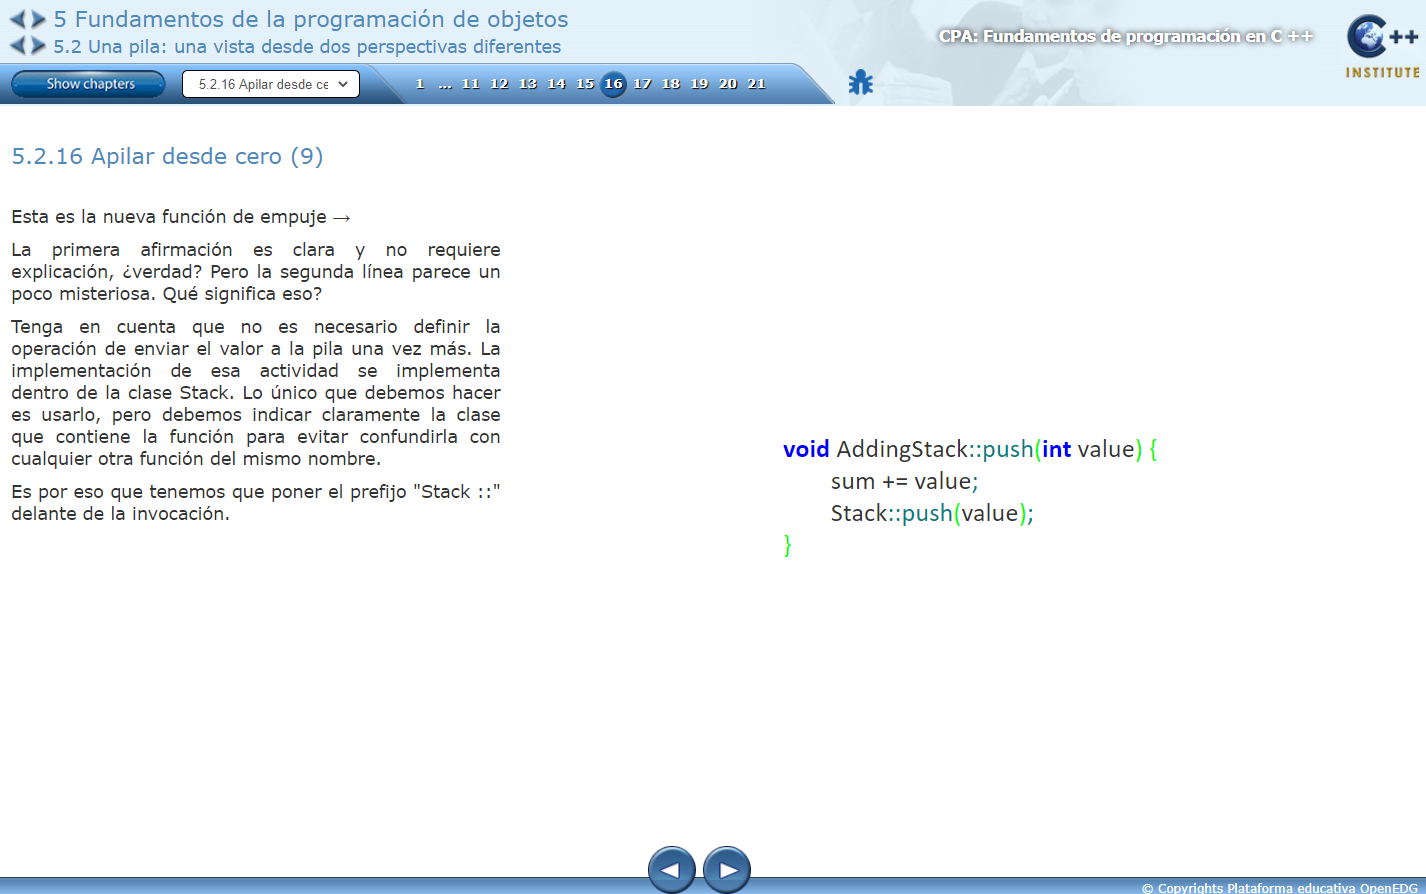 5 Fundamentos de la programación de objetos
5.2 Una pila: una vista desde dos perspectivas diferentes
CPA: Fundamentos de programación en C ++
C++
INSTITUTE
Show chapters
5.2.16 Apilar desde ce
1 ... 11 12 13 14 15 16 17 18 19 20 21
5.2.16 Apilar desde cero (9)
Esta es la nueva función de empuje →
La primera afirmación es clara y no requiere
explicación, ¿verdad? Pero la segunda línea parece un
poco misteriosa. Qué significa eso?
Tenga en cuenta que no es necesario definir la
operación de enviar el valor a la pila una vez más. La
implementación de esa actividad se implementa
dentro de la clase Stack. Lo único que debemos hacer
es usarlo, pero debemos indicar claramente la clase
que contiene la función para evitar confundirla con
cualquier otra función del mismo nombre.
Es por eso que tenemos que poner el prefijo "Stack ::"
delante de la invocación.
void AddingStack::push(int value) {
sum += value;
Stack::push(value);
}
© Copyrights Plataforma educativa OpenEDG